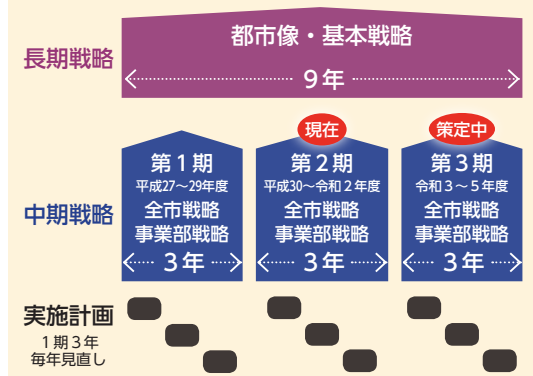 長期戦略
都市像・基本戦略
9年
中期戦略
第1期
平成27〜29年度
全市戦略
事業部戦略
3年
現在
第2期
平成30〜令和2年度
全市戦略
事業部戦略
3年
策定中
第3期
令和3〜5年度
全市戦略
事業部戦略
3年
実施計画
1期3年
毎年見直し